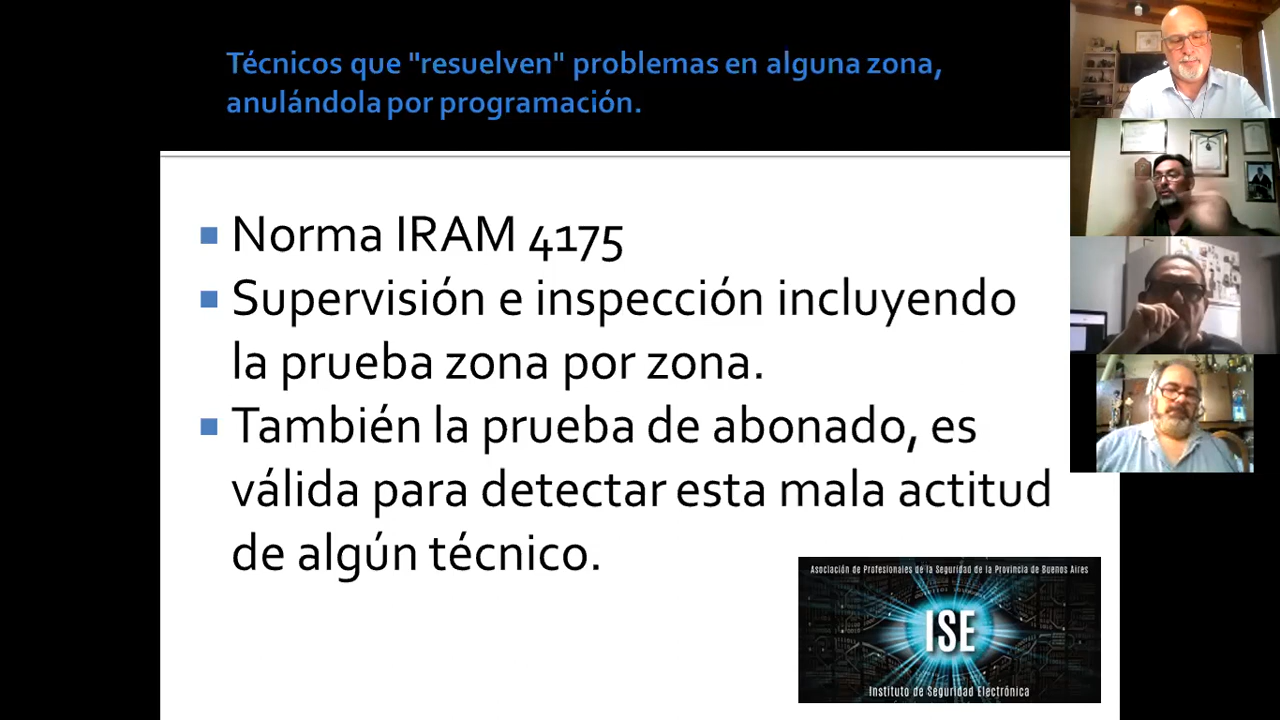 Técnicos que "resuelven" problemas en alguna zona,
anulándola por programación.
Norma IRAM 4175
Supervisión e inspección incluyendo
la prueba zona por zona.
También la prueba de abonado, es
válida para detectar esta mala actitud
de algún técnico.
Asociación de Profesionales de la Seguridad de la Provincia de Buenos Aires
ISE
Instituto de Seguridad Electrónica